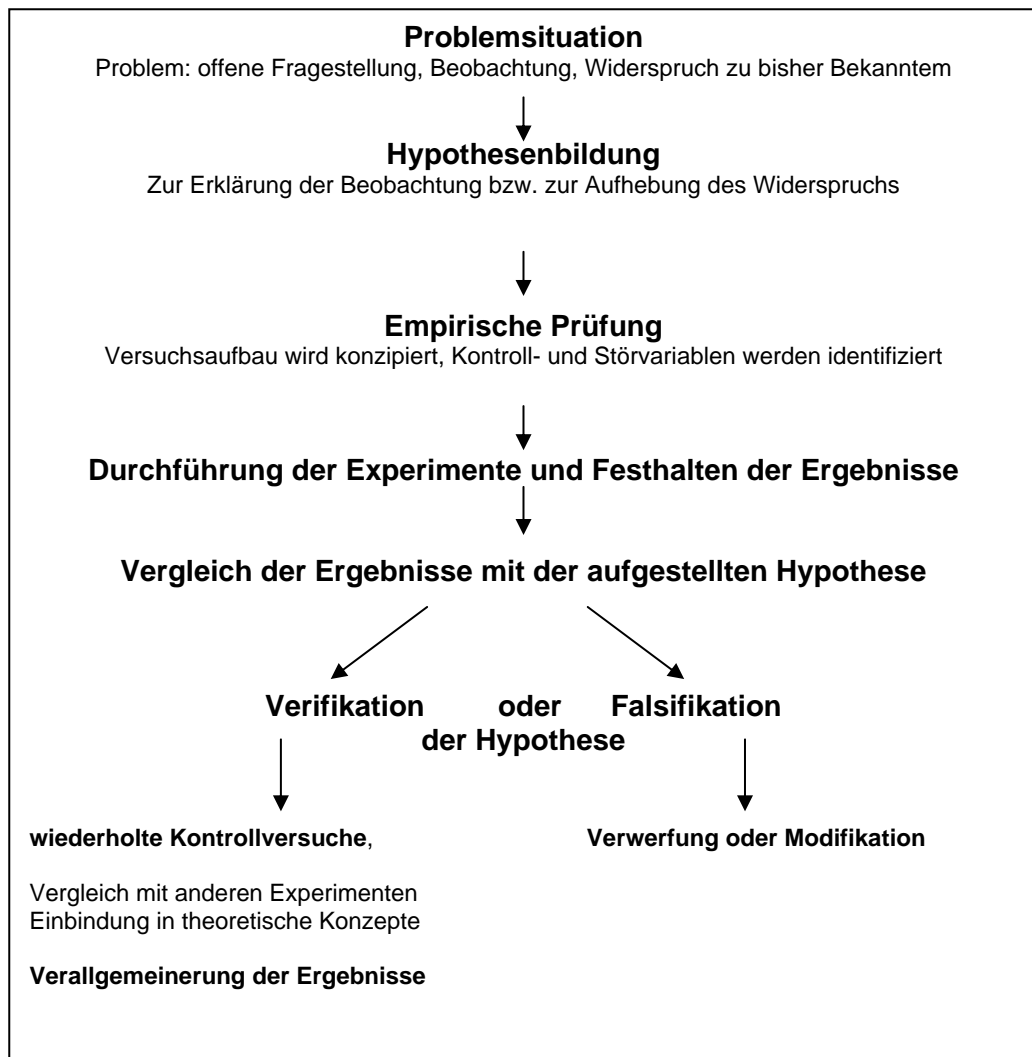 Problemsituation
Problem: offene Fragestellung, Beobachtung, Widerspruch zu bisher Bekanntem
Hypothesenbildung
Zur Erklärung der Beobachtung bzw. zur Aufhebung des Widerspruchs
Empirische Prüfung
Versuchsaufbau wird konzipiert, Kontroll- und Störvariablen werden identifiziert
Durchführung der Experimente und Festhalten der Ergebnisse
Vergleich der Ergebnisse mit der aufgestellten Hypothese
Verifikation oder Falsifikation
der Hypothese
wiederholte Kontrollversuche,
Vergleich mit anderen Experimenten
Einbindung in theoretische Konzepte
Verallgemeinerung der Ergebnisse
Verwerfung oder Modifikation